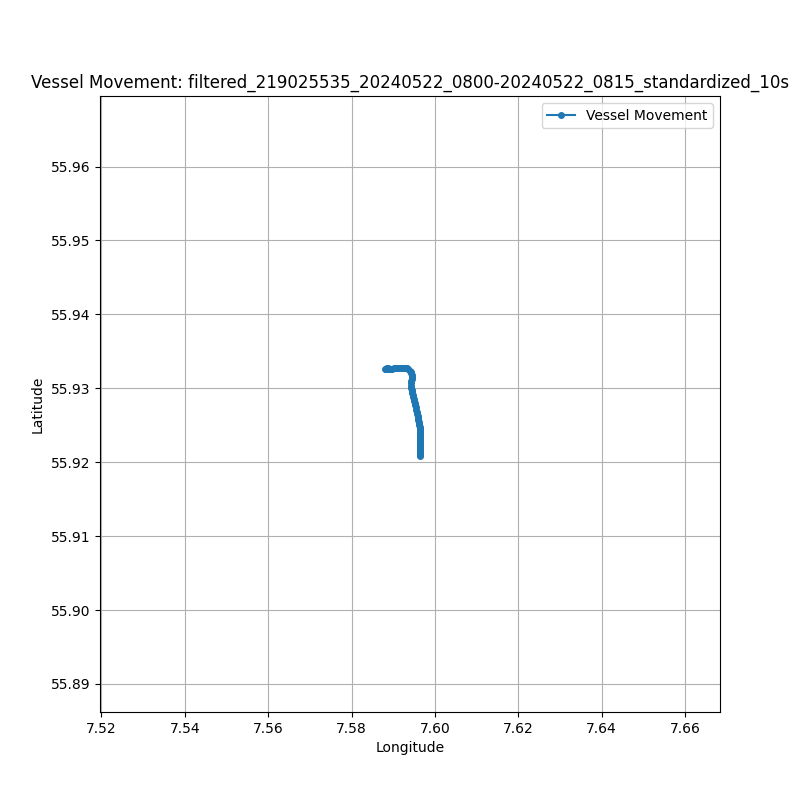 Vessel Movement: filtered_219025535_20240522_0800-20240522_0815_standardized_10s
Vessel Movement
55.96
55.95
55.94
55.93
55.92
55.91
55.90
55.89
Latitude
7.52 7.54 7.56 7.58 7.60 7.62 7.64 7.66
Longitude